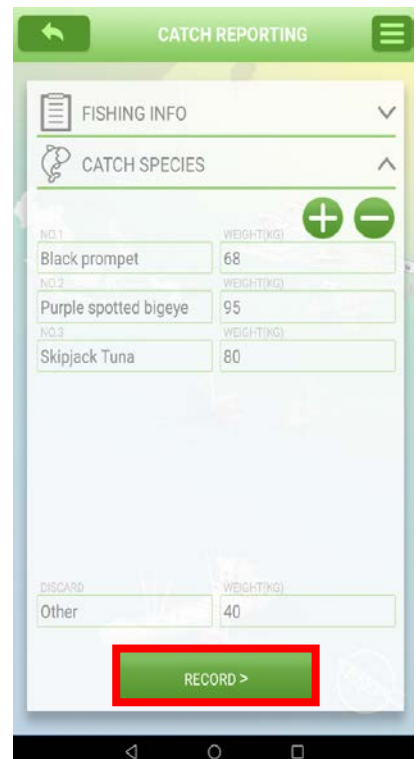 CATCH REPORTING
FISHING INFO
CATCH SPECIES
NO.1 WEIGHT(KG)
Black prompet 68
NO.2 WEIGHT(KG)
Purple spotted bigeye 95
NO.3 WEIGHT(KG)
Skipjack Tuna 80
DISCARD WEIGHT(KG)
Other 40
RECORD >